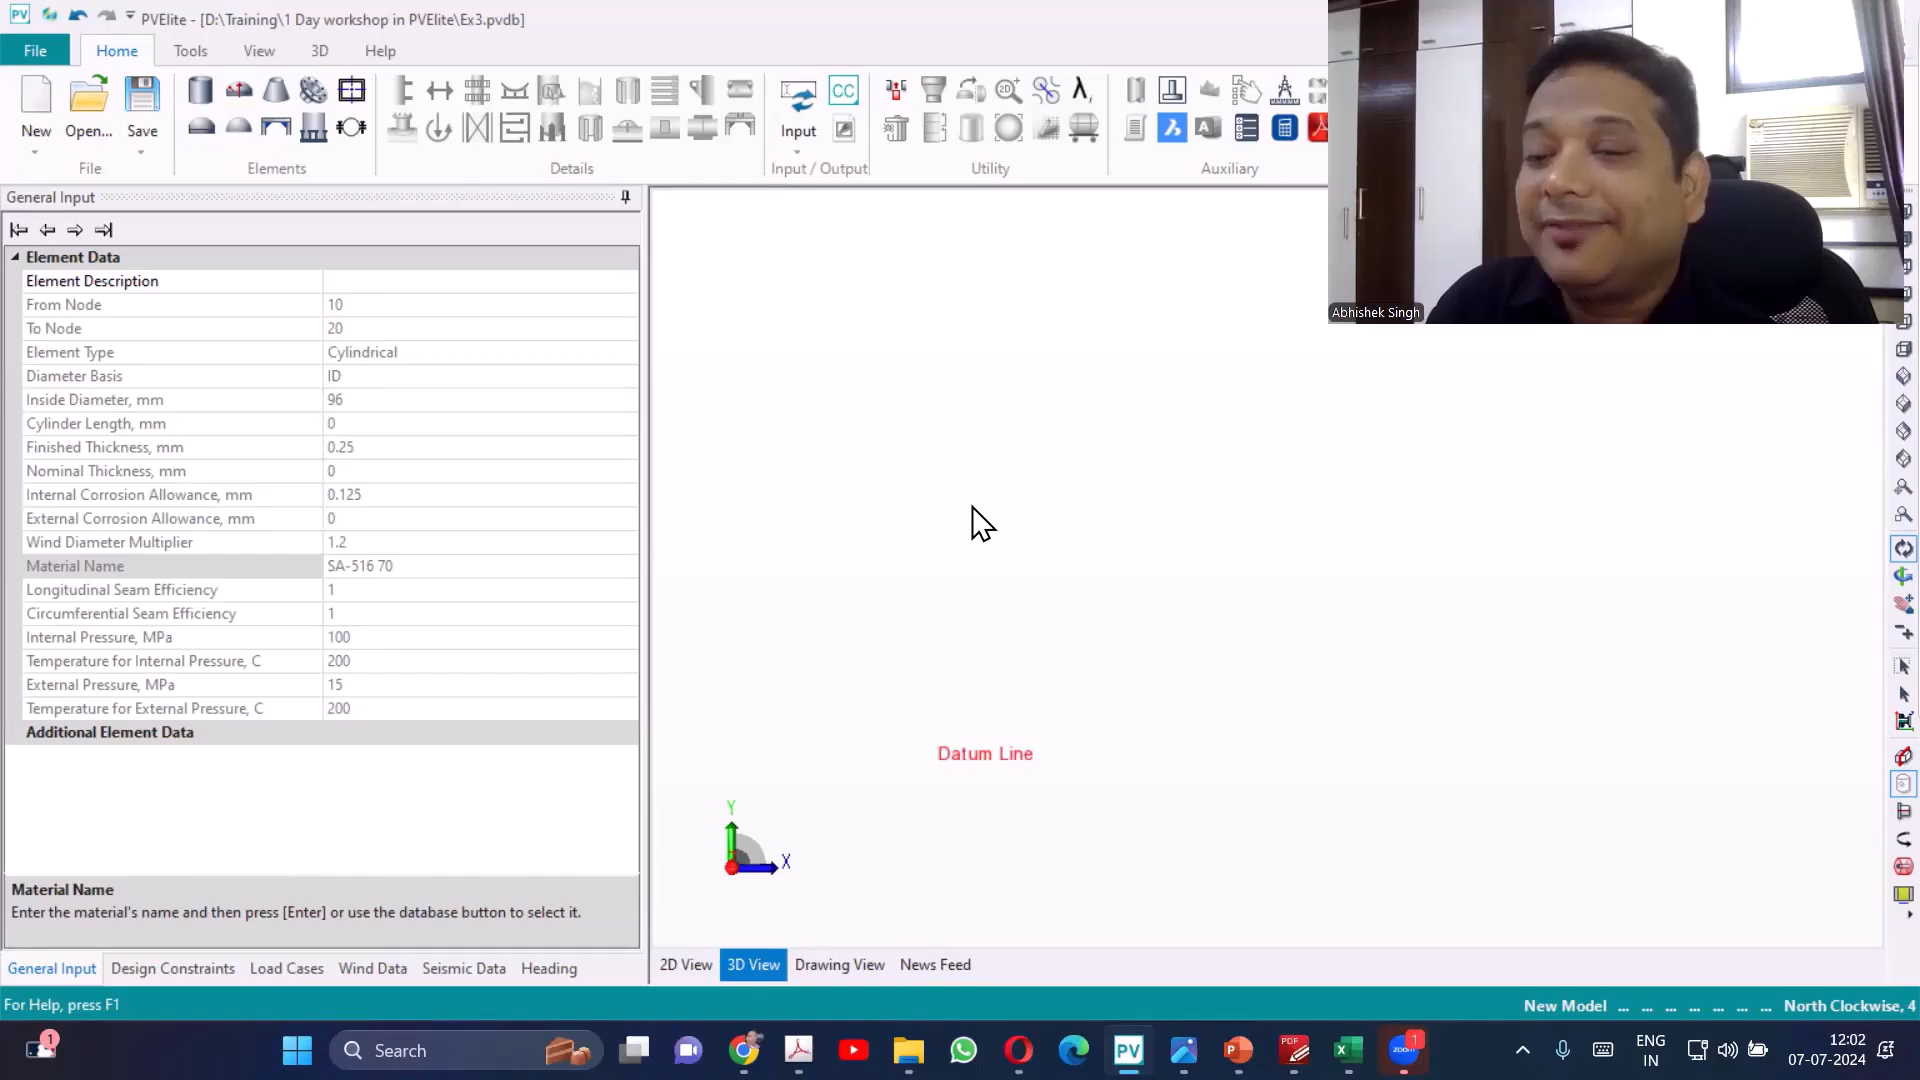 PV
PVElite - [D:\Training\1 Day workshop in PVElite\Ex3.pvdb]
File
Home
Tools
View
3D
Help
New
Open...
Save
File
Elements
Details
Input
CC
Input / Output
2D
Utility
Auxiliary
Abhishek Singh
General Input
Element Data
Element Description
From Node 10
To Node 20
Element Type Cylindrical
Diameter Basis ID
Inside Diameter, mm 96
Cylinder Length, mm 0
Finished Thickness, mm 0.25
Nominal Thickness, mm 0
Internal Corrosion Allowance, mm 0.125
External Corrosion Allowance, mm 0
Wind Diameter Multiplier 1.2
Material Name SA-516 70
Longitudinal Seam Efficiency 1
Circumferential Seam Efficiency 1
Internal Pressure, MPa 100
Temperature for Internal Pressure, C 200
External Pressure, MPa 15
Temperature for External Pressure, C 200
Additional Element Data
Datum Line
Y
X
Material Name
Enter the material's name and then press [Enter] or use the database button to select it.
General Input
Design Constraints
Load Cases
Wind Data
Seismic Data
Heading
2D View
3D View
Drawing View
News Feed
For Help, press F1
New Model ... ... ... ... ... ... ... North Clockwise, 4
1
Search
PV
P
PDF
X
zoom
1
ENG
IN
12:02
07-07-2024